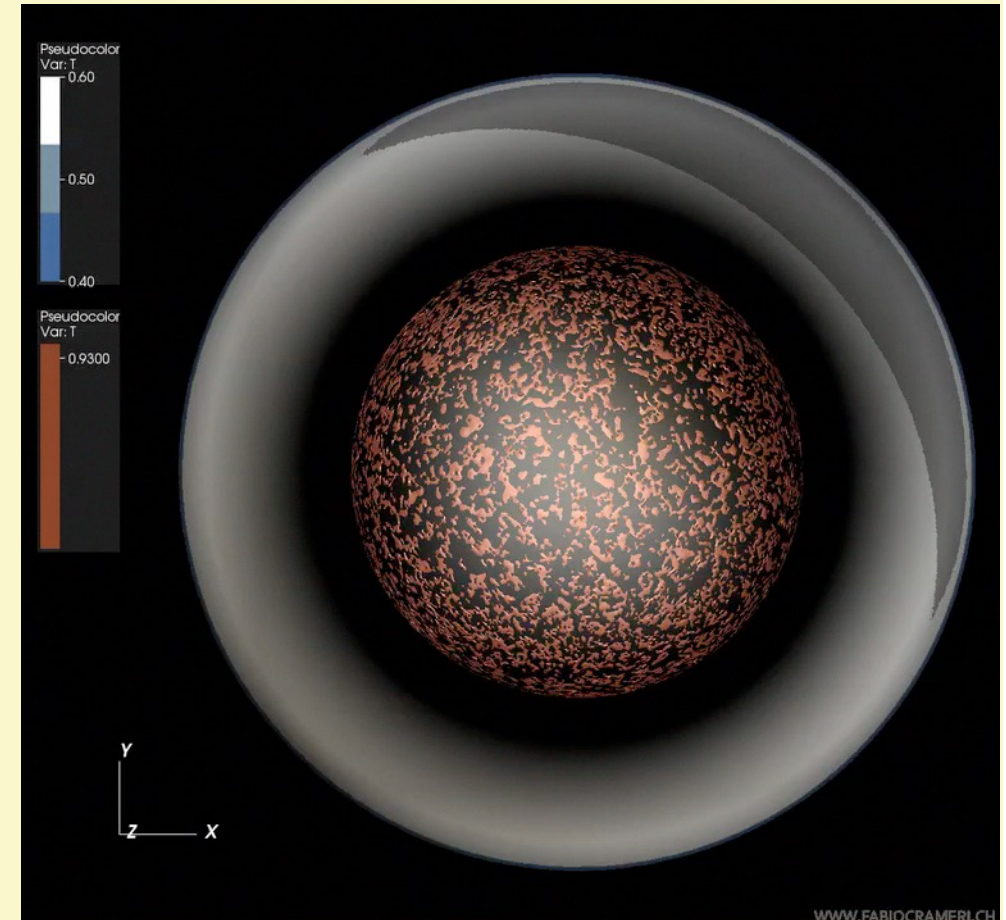 Pseudocolor
Var: T
0.60
0.50
0.40
Pseudocolor
Var: T
0.9300
Y
Z
X
WWW.FABIOCRAMERI.CH